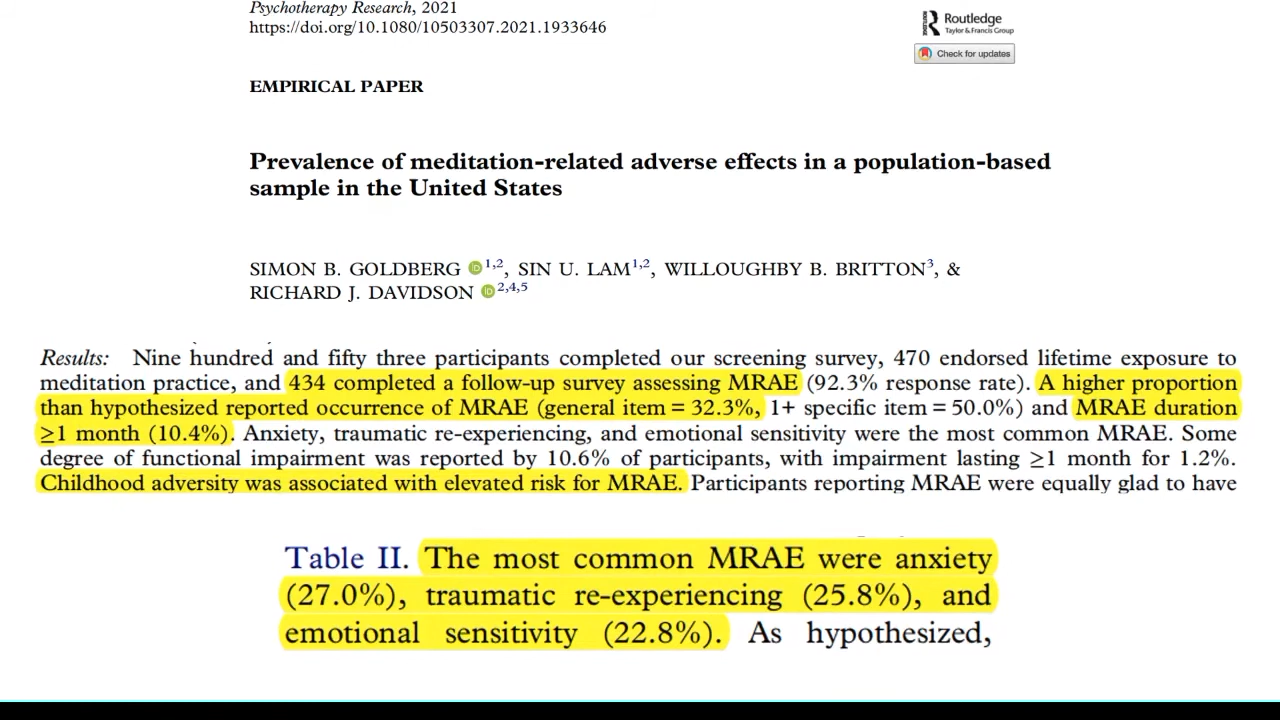 Psychotherapy Research, 2021
https://doi.org/10.1080/10503307.2021.1933646
Routledge
Taylor & Francis Group
Check for updates
EMPIRICAL PAPER
Prevalence of meditation-related adverse effects in a population-based
sample in the United States
SIMON B. GOLDBERG 1,2, SIN U. LAM1,2, WILLOUGHBY B. BRITTON3, &
RICHARD J. DAVIDSON 2,4,5
Results: Nine hundred and fifty three participants completed our screening survey, 470 endorsed lifetime exposure to
meditation practice, and 434 completed a follow-up survey assessing MRAE (92.3% response rate). A higher proportion
than hypothesized reported occurrence of MRAE (general item = 32.3%, 1+ specific item = 50.0%) and MRAE duration
≥1 month (10.4%). Anxiety, traumatic re-experiencing, and emotional sensitivity were the most common MRAE. Some
degree of functional impairment was reported by 10.6% of participants, with impairment lasting ≥1 month for 1.2%.
Childhood adversity was associated with elevated risk for MRAE. Participants reporting MRAE were equally glad to have
Table II. The most common MRAE were anxiety
(27.0%), traumatic re-experiencing (25.8%), and
emotional sensitivity (22.8%). As hypothesized,